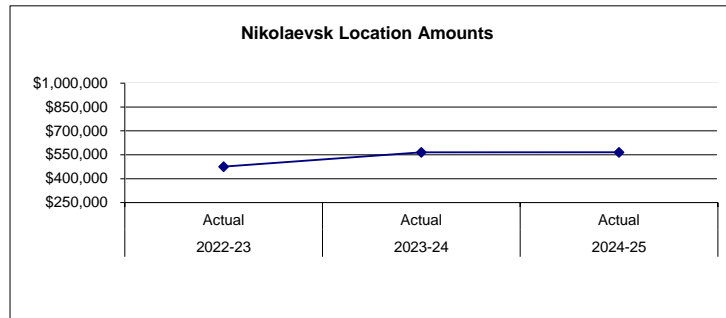 Nikolaevsk Location Amounts
$1,000,000
$850,000
$700,000
$550,000
$400,000
$250,000
Actual Actual Actual
2022-23 2023-24 2024-25